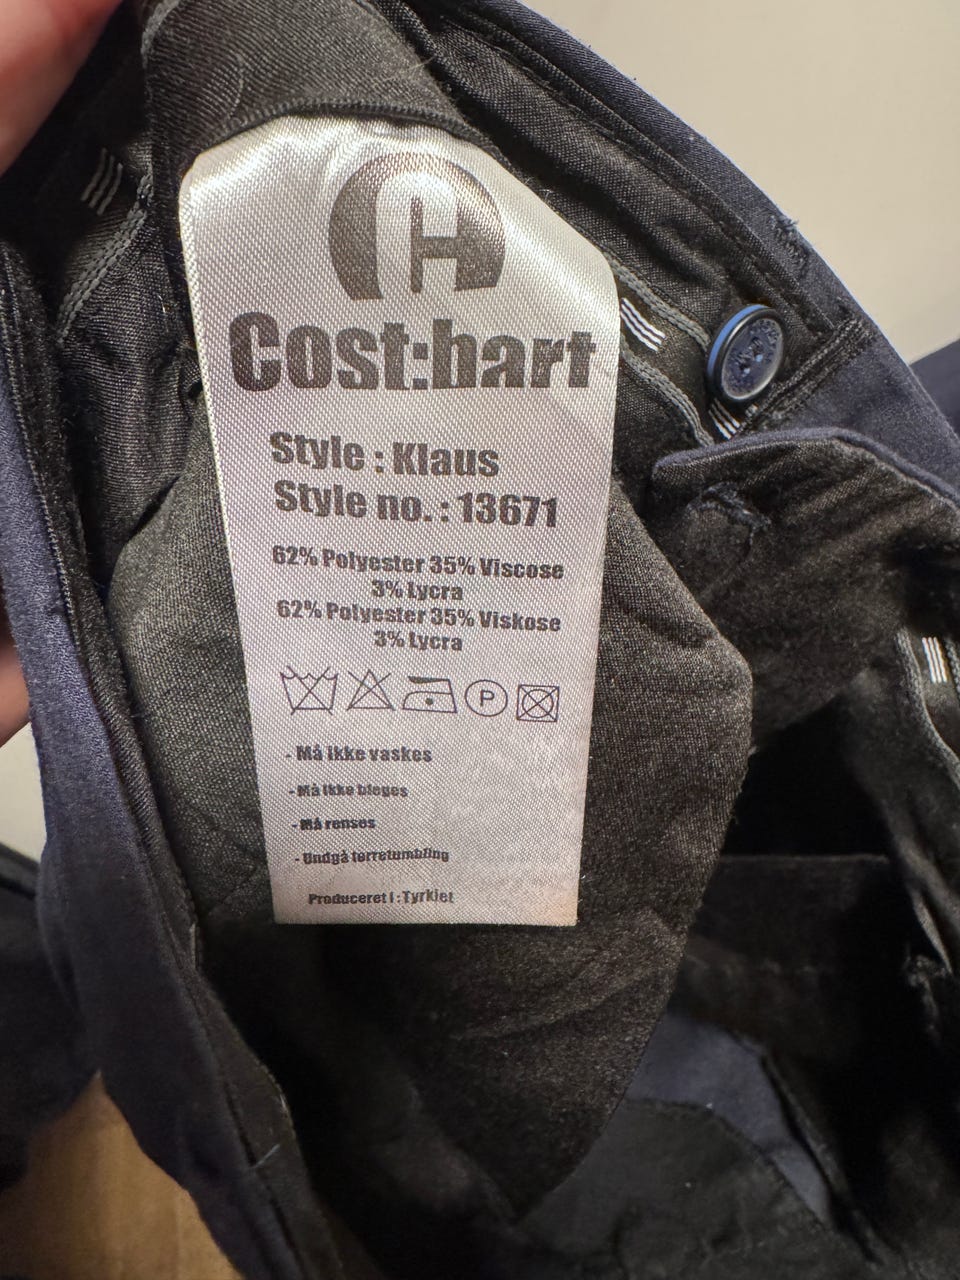 Cost:bart
Style : Klaus
Style no. : 13671
62% Polyester 35% Viscose
3% Lycra
62% Polyester 35% Viskose
3% Lycra
P
- Må ikke vaskes
- Må ikke bleges
- Må renses
- Undgå tørretumbling
Produceret i : Tyrkiet